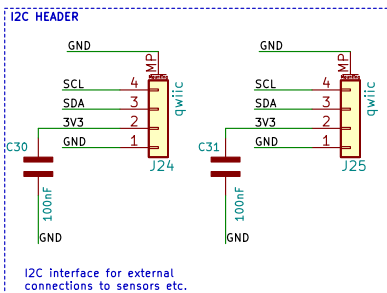 I2C HEADER
GND
GND
MP
MP
SCL 4
SCL 4
SDA 3
SDA 3
3V3 2
3V3 2
GND 1
GND 1
qwiic
qwiic
C30
C31
J24
J25
100nF
100nF
GND
GND
I2C interface for external
connections to sensors etc.